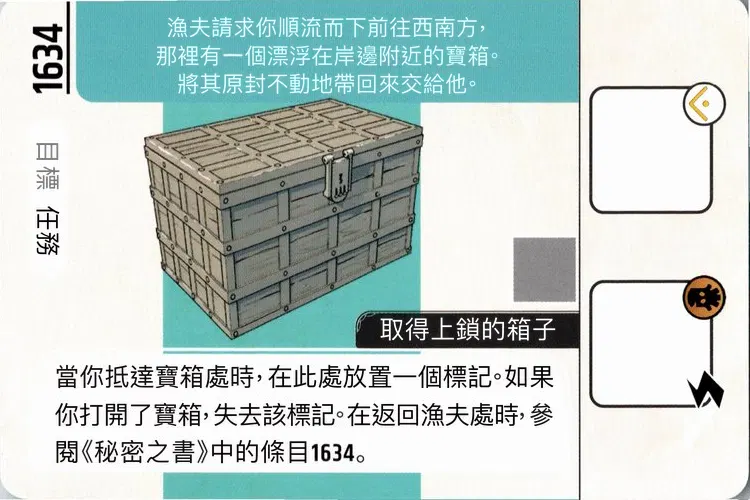 漁夫請求你順流而下前往西南方，
那裡有一個漂浮在岸邊附近的寶箱。
將其原封不動地帶回來交給他。
1634
目標 任務
取得上鎖的箱子
當你抵達寶箱處時，在此處放置一個標記。如果
你打開了寶箱，失去該標記。在返回漁夫處時，參
閱《秘密之書》中的條目1634。